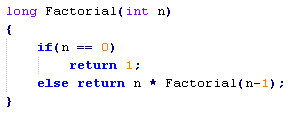 long Factorial(int n)
{
    if(n == 0)
        return 1;
    else return n * Factorial(n-1);
}